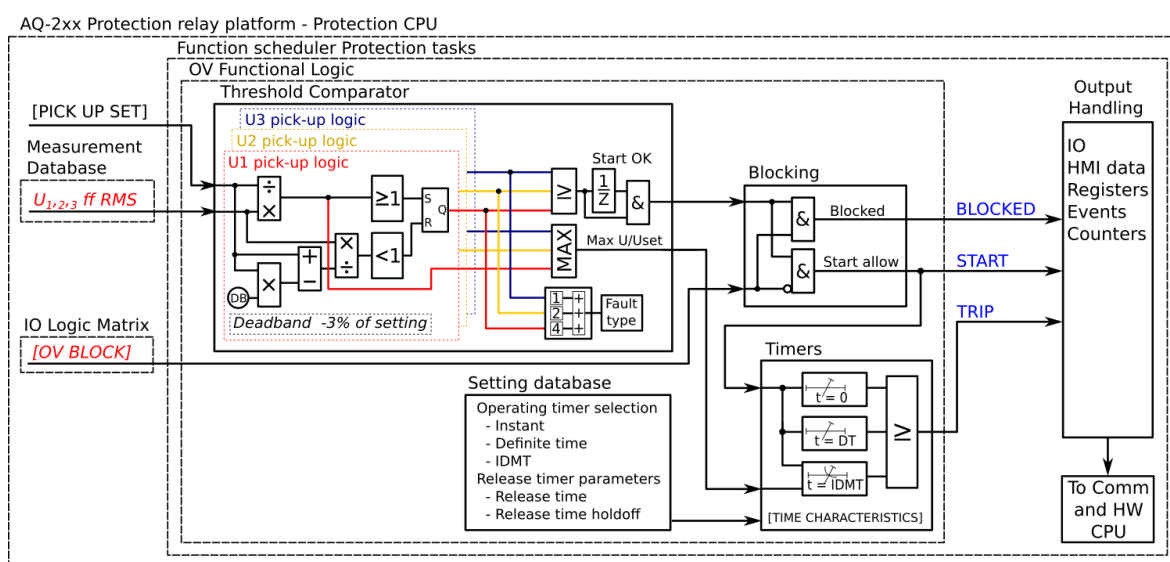 AQ-2xx Protection relay platform - Protection CPU
Function scheduler Protection tasks
OV Functional Logic
Threshold Comparator
[PICK UP SET]
Measurement
Database
U1,2,3 ff RMS
IO Logic Matrix
[OV BLOCK]
U3 pick-up logic
U2 pick-up logic
U1 pick-up logic
÷
×
≥1
S
Q
R
×
÷
<1
+
−
×
DB
Deadband -3% of setting
≥
Start OK
1
Z
&
MAX
Max U/Uset
1 +
2 +
4 +
Fault
type
Blocking
&
Blocked
&
Start allow
BLOCKED
START
TRIP
Setting database
Operating timer selection
- Instant
- Definite time
- IDMT
Release timer parameters
- Release time
- Release time holdoff
Timers
t = 0
t = DT
t = IDMT
≥
[TIME CHARACTERISTICS]
Output
Handling
IO
HMI data
Registers
Events
Counters
To Comm
and HW
CPU